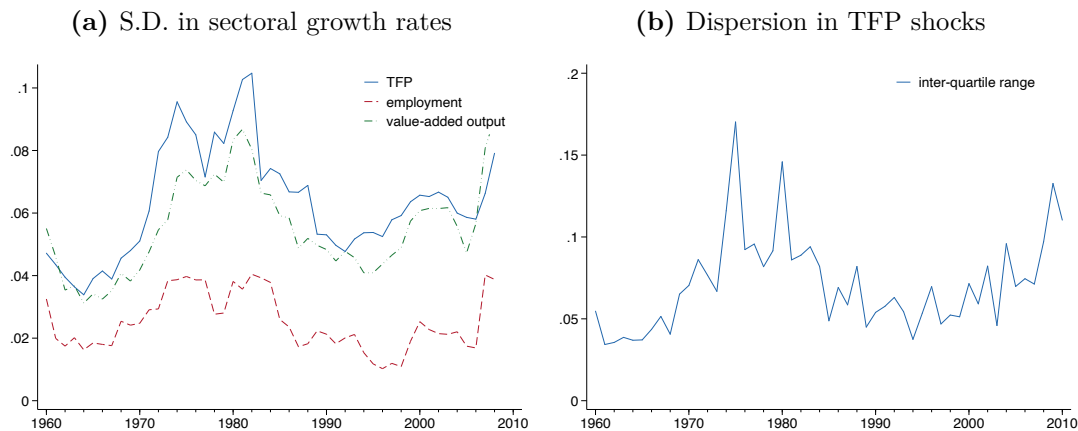 (a) S.D. in sectoral growth rates
TFP
employment
value-added output
.1
.08
.06
.04
.02
0
1960 1970 1980 1990 2000 2010
(b) Dispersion in TFP shocks
inter-quartile range
.2
.15
.1
.05
0
1960 1970 1980 1990 2000 2010